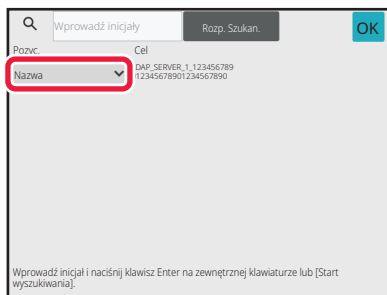 Wprowadź inicjały
Rozp. Szukan.
OK
Pozyc.
Cel
Nazwa
DAP_SERVER_1_123456789
12345678901234567890
Wprowadź inicjał i naciśnij klawisz Enter na zewnętrznej klawiaturze lub [Start
wyszukiwania].